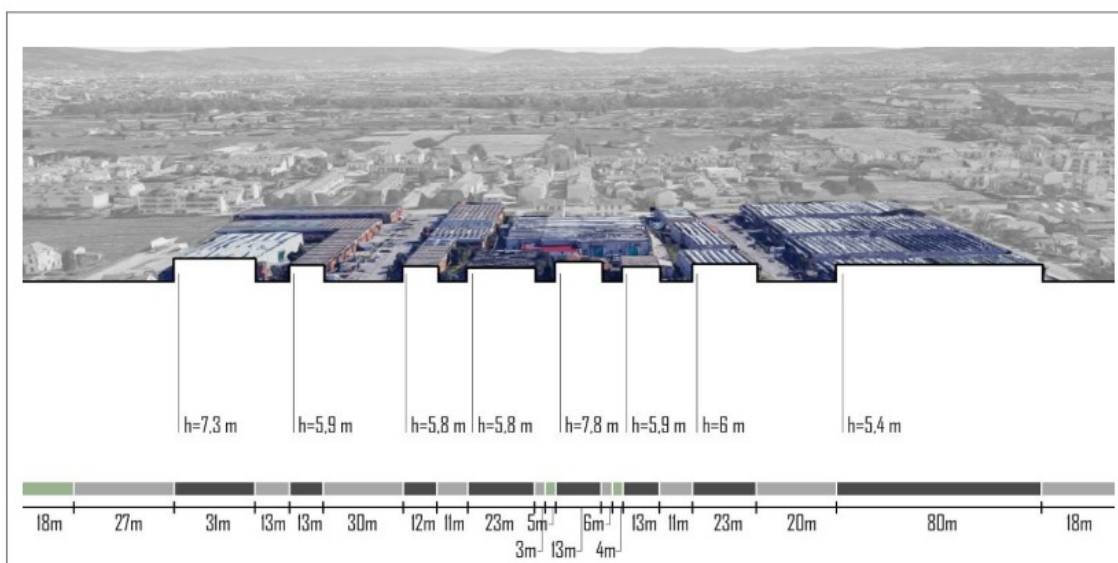 h=7,3 m
h=5,9 m
h=5,8 m
h=5,8 m
h=7,8 m
h=5,9 m
h=6 m
h=5,4 m
18m
27m
31m
13m
13m
30m
12m
11m
23m
5m
6m
13m
11m
23m
20m
80m
18m
3m
13m
4m